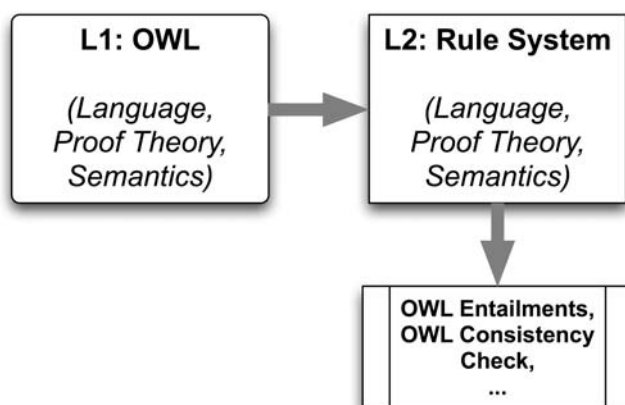 L1: OWL
(Language,
Proof Theory,
Semantics)
L2: Rule System
(Language,
Proof Theory,
Semantics)
OWL Entailments,
OWL Consistency
Check,
...